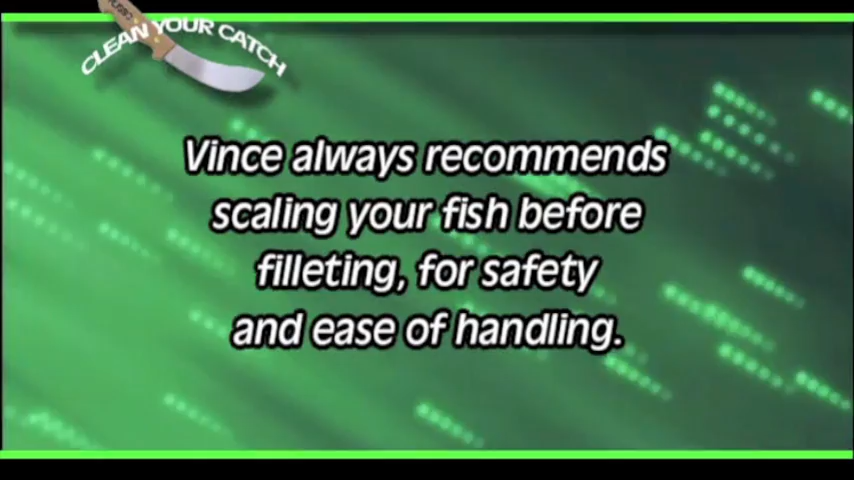 CLEAN YOUR CATCH
Vince always recommends
scaling your fish before
filleting, for safety
and ease of handling.